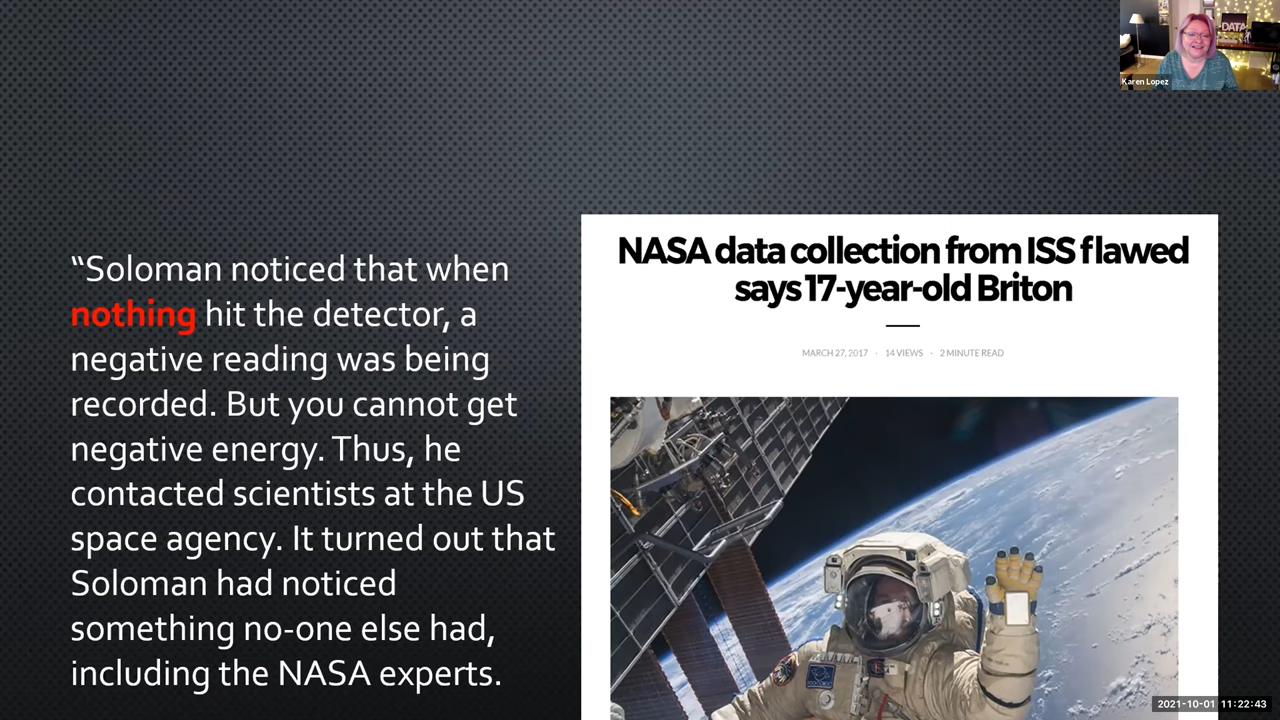 DATA
Karen Lopez
“Soloman noticed that when
nothing hit the detector, a
negative reading was being
recorded. But you cannot get
negative energy. Thus, he
contacted scientists at the US
space agency. It turned out that
Soloman had noticed
something no-one else had,
including the NASA experts.
NASA data collection from ISS flawed
says 17-year-old Briton
MARCH 27, 2017 · 14 VIEWS · 2 MINUTE READ
2021-10-01 11:22:43